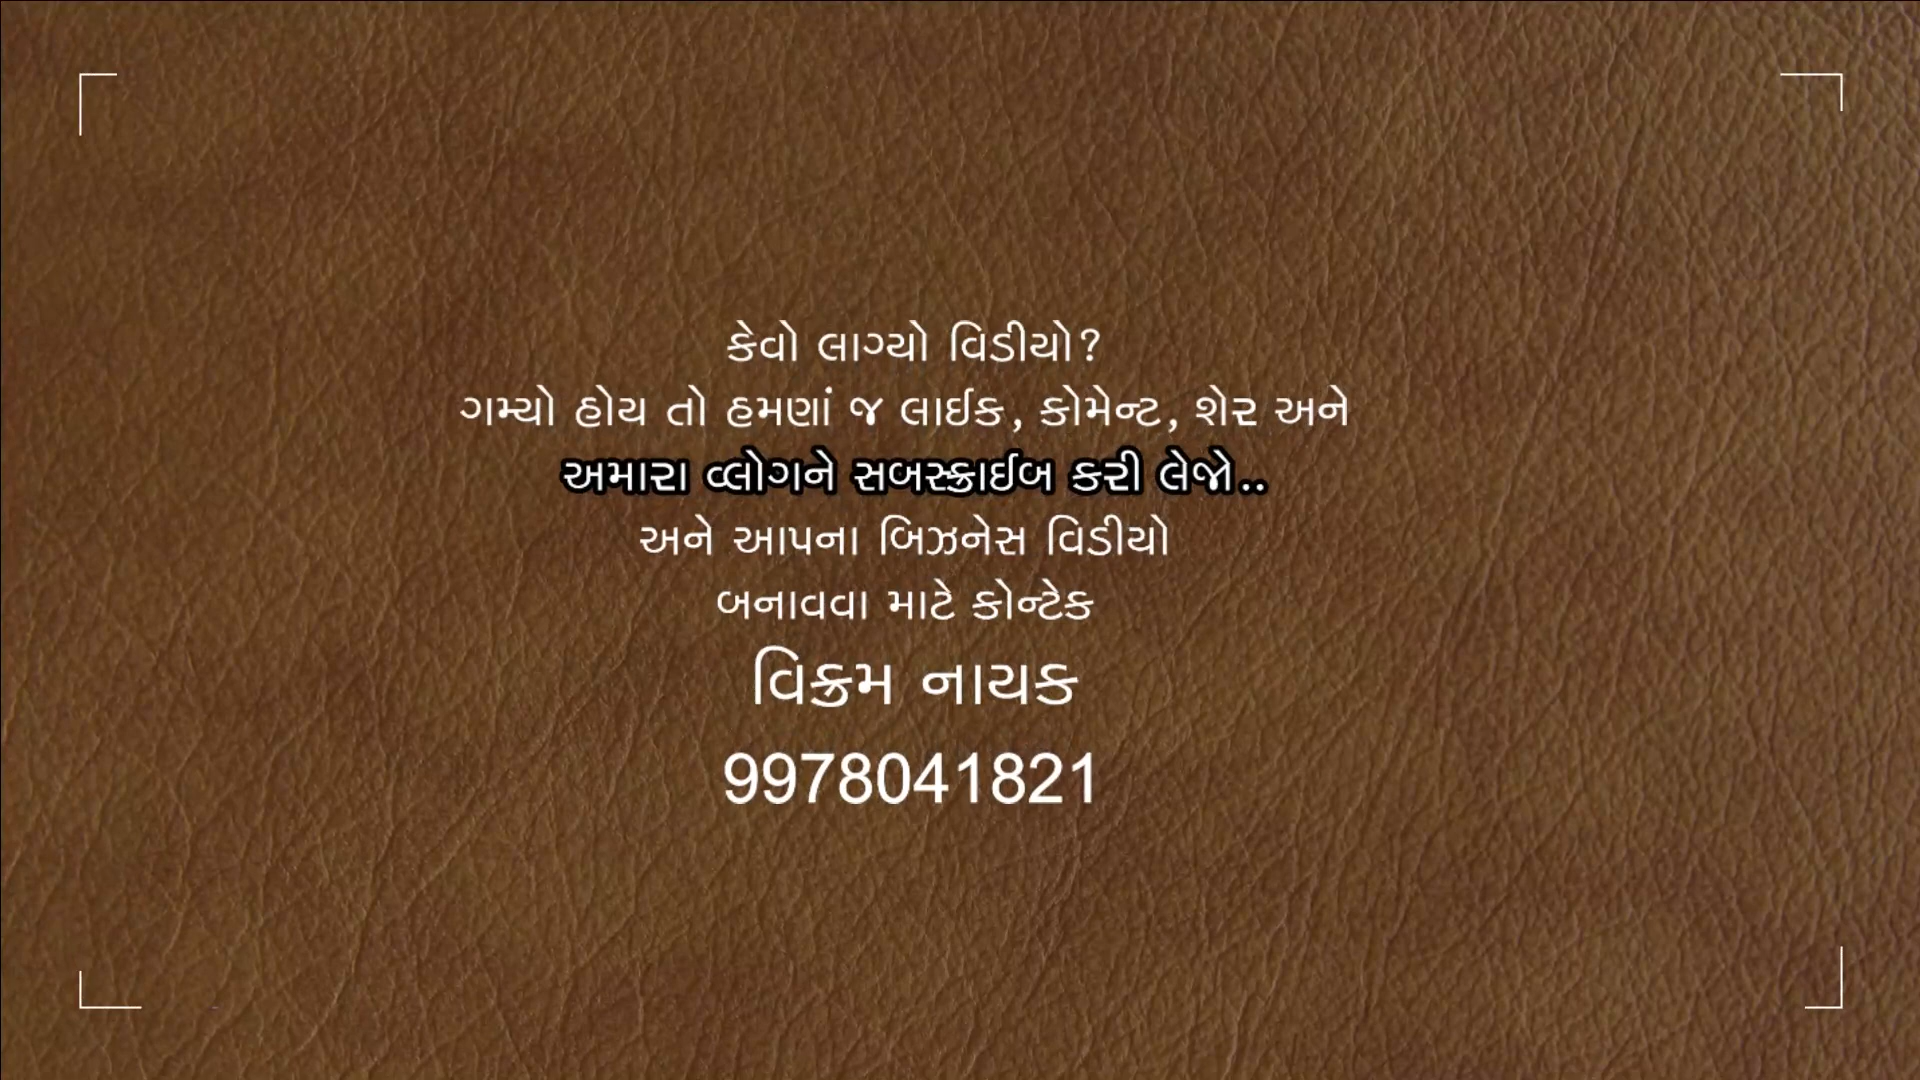 કેવો લાગ્યો વિડીયો?
ગમ્યો હોય તો હમણાં જ લાઈક, કોમેન્ટ, શેર અને
અમારા વ્લોગને સબસ્ક્રાઈબ કરી લેજો..
અને આપના બિઝનેસ વિડીયો
બનાવવા માટે કોન્ટેક
વિક્રમ નાયક
9978041821